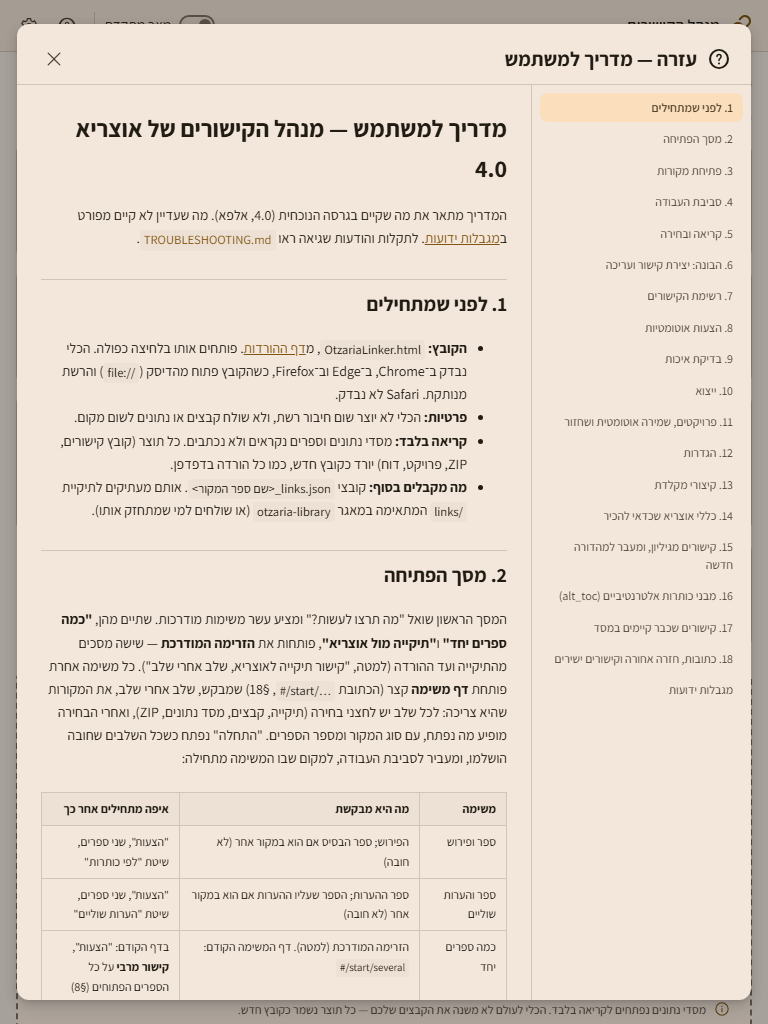 מנהל הקישורים
מצב מתקדם
עזרה — מדריך למשתמש
1. לפני שמתחילים
2. מסך הפתיחה
3. פתיחת מקורות
4. סביבת העבודה
5. קריאה ובחירה
6. הבונה: יצירת קישור ועריכה
7. רשימת הקישורים
8. הצעות אוטומטיות
9. בדיקת איכות
10. ייצוא
11. פרויקטים, שמירה אוטומטית ושחזור
12. הגדרות
13. קיצורי מקלדת
14. כללי אוצריא שכדאי להכיר
15. קישורים מגיליון, ומעבר למהדורה
חדשה
16. מבני כותרות אלטרנטיביים (alt_toc)
17. קישורים שכבר קיימים במסד
18. כתובות, חזרה אחורה וקישורים ישירים
מגבלות ידועות
מדריך למשתמש — מנהל הקישורים של אוצריא
4.0
המדריך מתאר את מה שקיים בגרסה הנוכחית (4.0, אלפא). מה שעדיין לא קיים מפורט
במגבלות ידועות. לתקלות והודעות שגיאה ראו TROUBLESHOOTING.md.
1. לפני שמתחילים
הקובץ: OtzariaLinker.html, מדף ההורדות. פותחים אותו בלחיצה כפולה. הכלי
נבדק ב־Chrome, ב־Edge וב־Firefox, כשהקובץ פתוח מהדיסק (file://) והרשת
מנותקת. Safari לא נבדק.
פרטיות: הכלי לא יוצר שום חיבור רשת, ולא שולח קבצים או נתונים לשום מקום.
קריאה בלבד: מסדי נתונים וספרים נקראים ולא נכתבים. כל תוצר (קובץ קישורים,
ZIP, פרויקט, דוח) יורד כקובץ חדש, כמו כל הורדה בדפדפן.
מה מקבלים בסוף: קובצי <שם ספר המקור>_links.json. אותם מעתיקים לתיקיית
links/ המתאימה במאגר otzaria-library (או שולחים למי שמתחזק אותו).
2. מסך הפתיחה
המסך הראשון שואל "מה תרצו לעשות?" ומציע עשר משימות מודרכות. שתיים מהן, "כמה
ספרים יחד" ו"תיקייה מול אוצריא", פותחות את הזרימה המודרכת — שישה מסכים
מהתיקייה ועד ההורדה (למטה, "קישור תיקייה לאוצריא, שלב אחרי שלב"). כל משימה אחרת
פותחת דף משימה קצר (הכתובת #/start/…, §18) שמבקש, שלב אחרי שלב, את המקורות
שהיא צריכה: לכל שלב יש לחצני בחירה (תיקייה, קבצים, מסד נתונים, ZIP), ואחרי הבחירה
מופיע מה נפתח, עם סוג המקור ומספר הספרים. "התחלה" נפתח כשכל השלבים שחובה
הושלמו, ומעביר לסביבת העבודה, למקום שבו המשימה מתחילה:
משימה מה היא מבקשת איפה מתחילים אחר כך
ספר ופירוש הפירוש; ספר הבסיס אם הוא במקור אחר (לא "הצעות", שני ספרים,
חובה) שיטת "לפי כותרות"
ספר והערות ספר ההערות; הספר שעליו ההערות אם הוא במקור "הצעות", שני ספרים,
שוליים אחר (לא חובה) שיטת "הערות שוליים"
כמה ספרים הזרימה המודרכת (למטה). דף המשימה הקודם: בדף הקודם: "הצעות",
יחד #/start/several קישור מרבי על כל
הספרים הפתוחים (§8)
מסדי נתונים נפתחים לקריאה בלבד. הכלי לעולם לא משנה את הקבצים שלכם — כל תוצר נשמר כקובץ חדש.